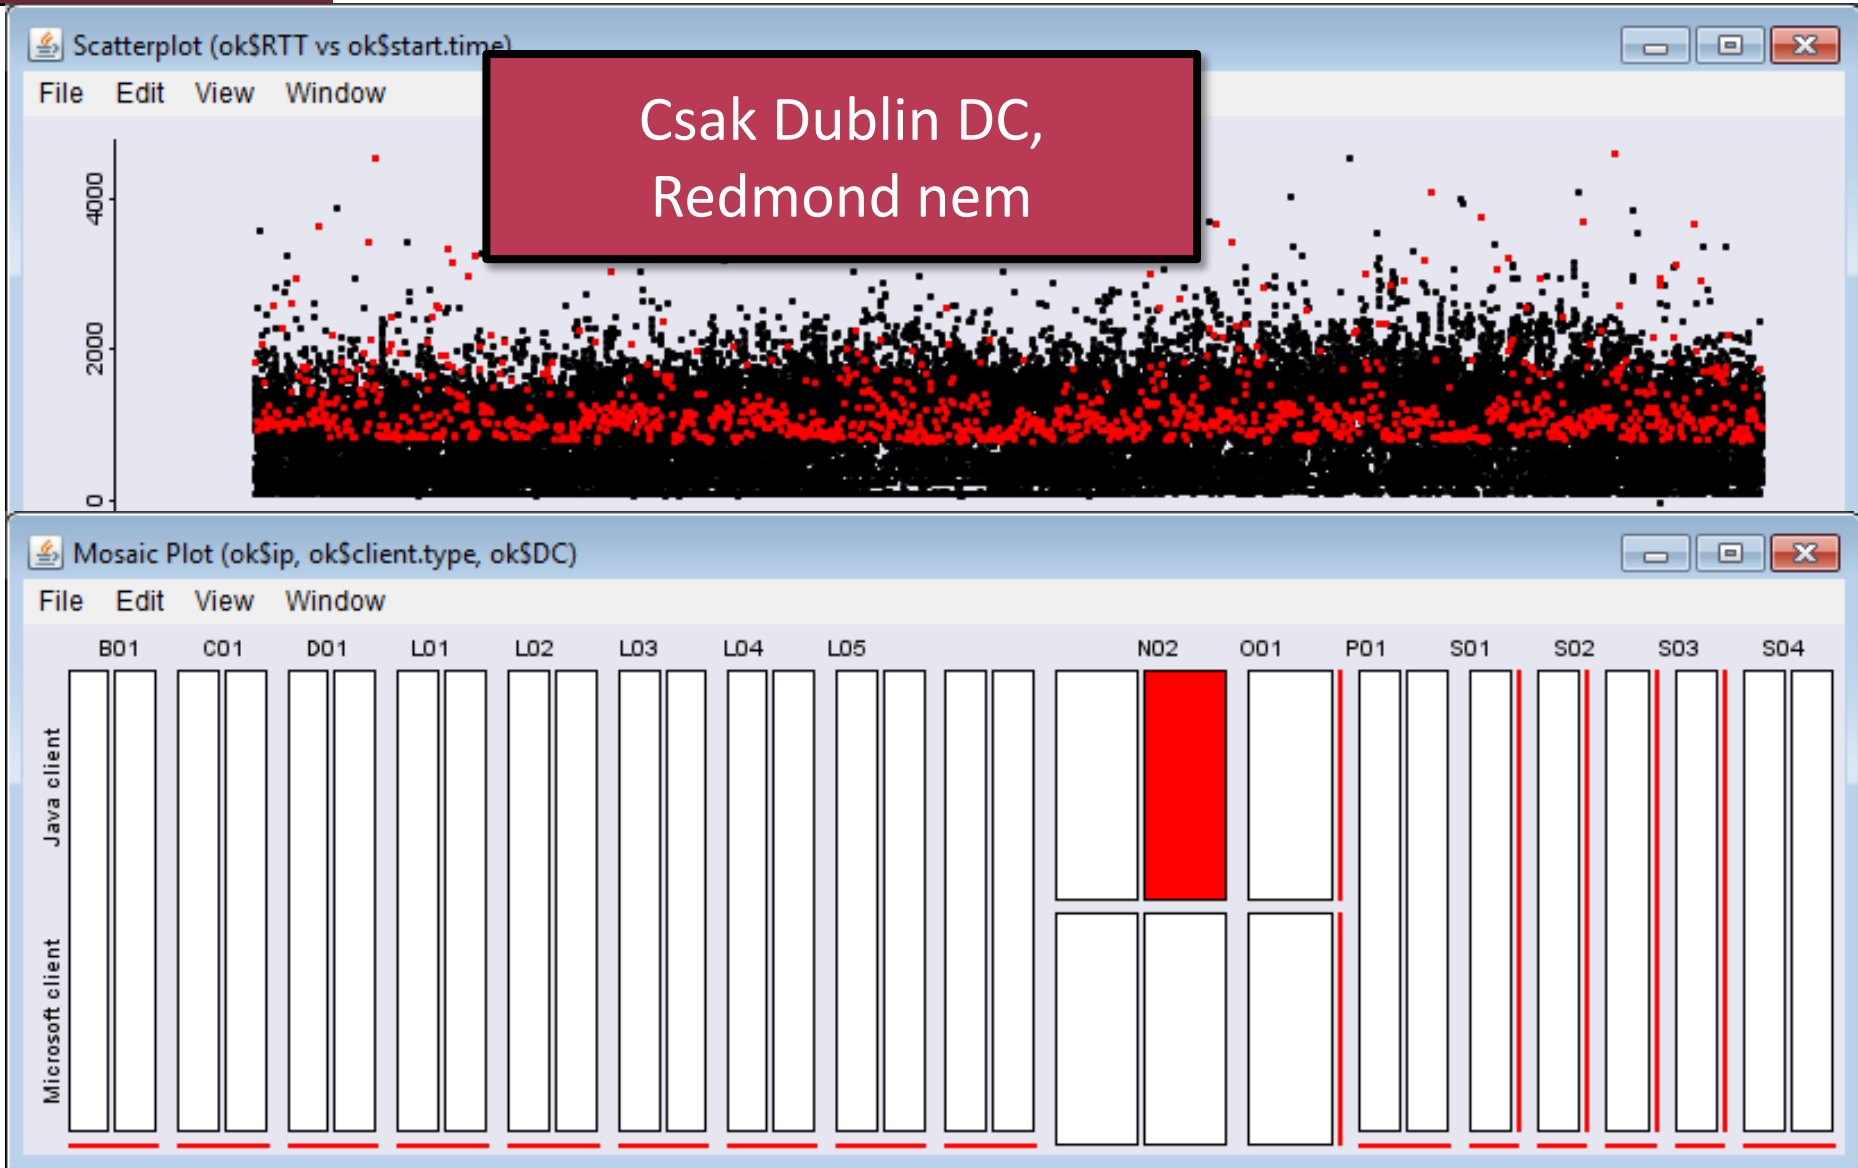 Scatterplot (ok$RTT vs ok$start.time)
File Edit View Window
Csak Dublin DC,
Redmond nem
4000
2000
0
Mosaic Plot (ok$ip, ok$client.type, ok$DC)
File Edit View Window
B01 C01 D01 L01 L02 L03 L04 L05 N02 O01 P01 S01 S02 S03 S04
Java client
Microsoft client